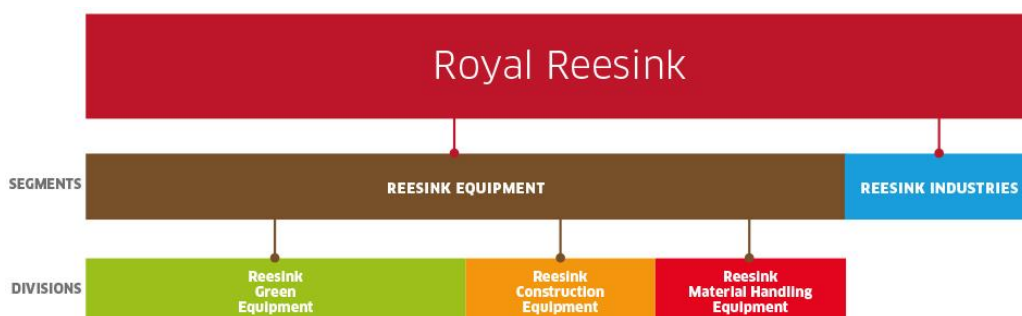 Royal Reesink
SEGMENTS
REESINK EQUIPMENT
REESINK INDUSTRIES
DIVISIONS
Reesink
Green
Equipment
Reesink
Construction
Equipment
Reesink
Material Handling
Equipment